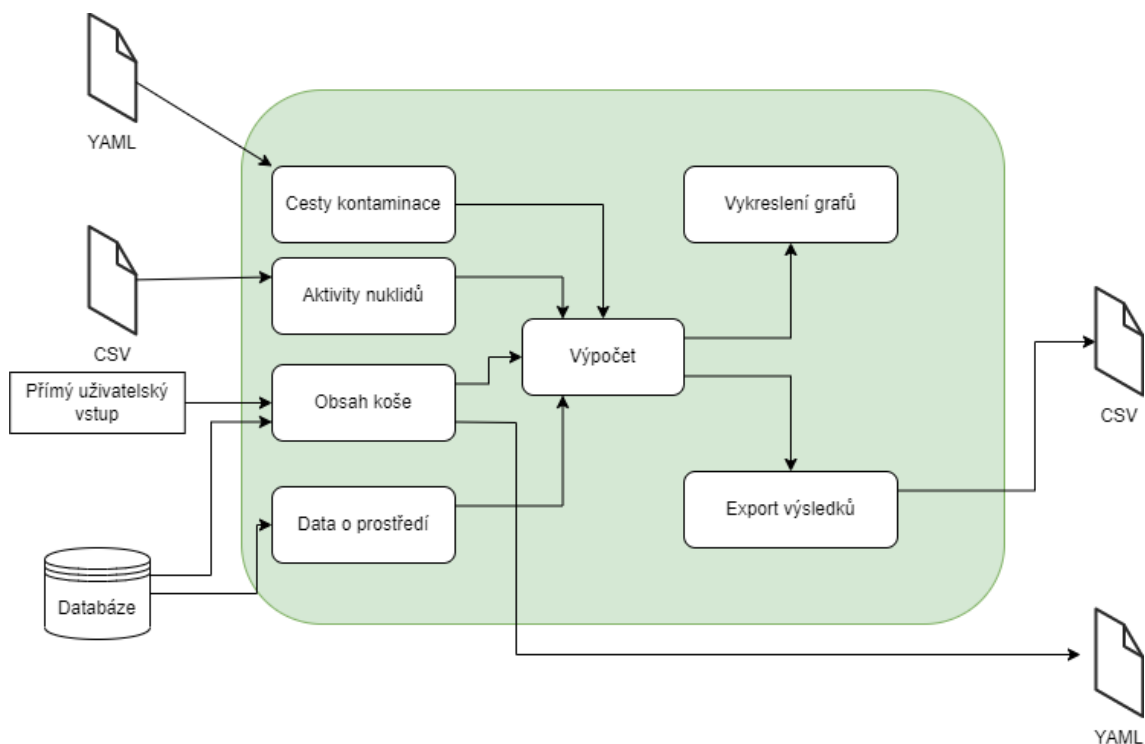 YAML
Cesty kontaminace
Vykreslení grafů
Aktivity nuklidů
CSV
Výpočet
Přímý uživatelský
vstup
Obsah koše
CSV
Data o prostředí
Export výsledků
Databáze
YAML